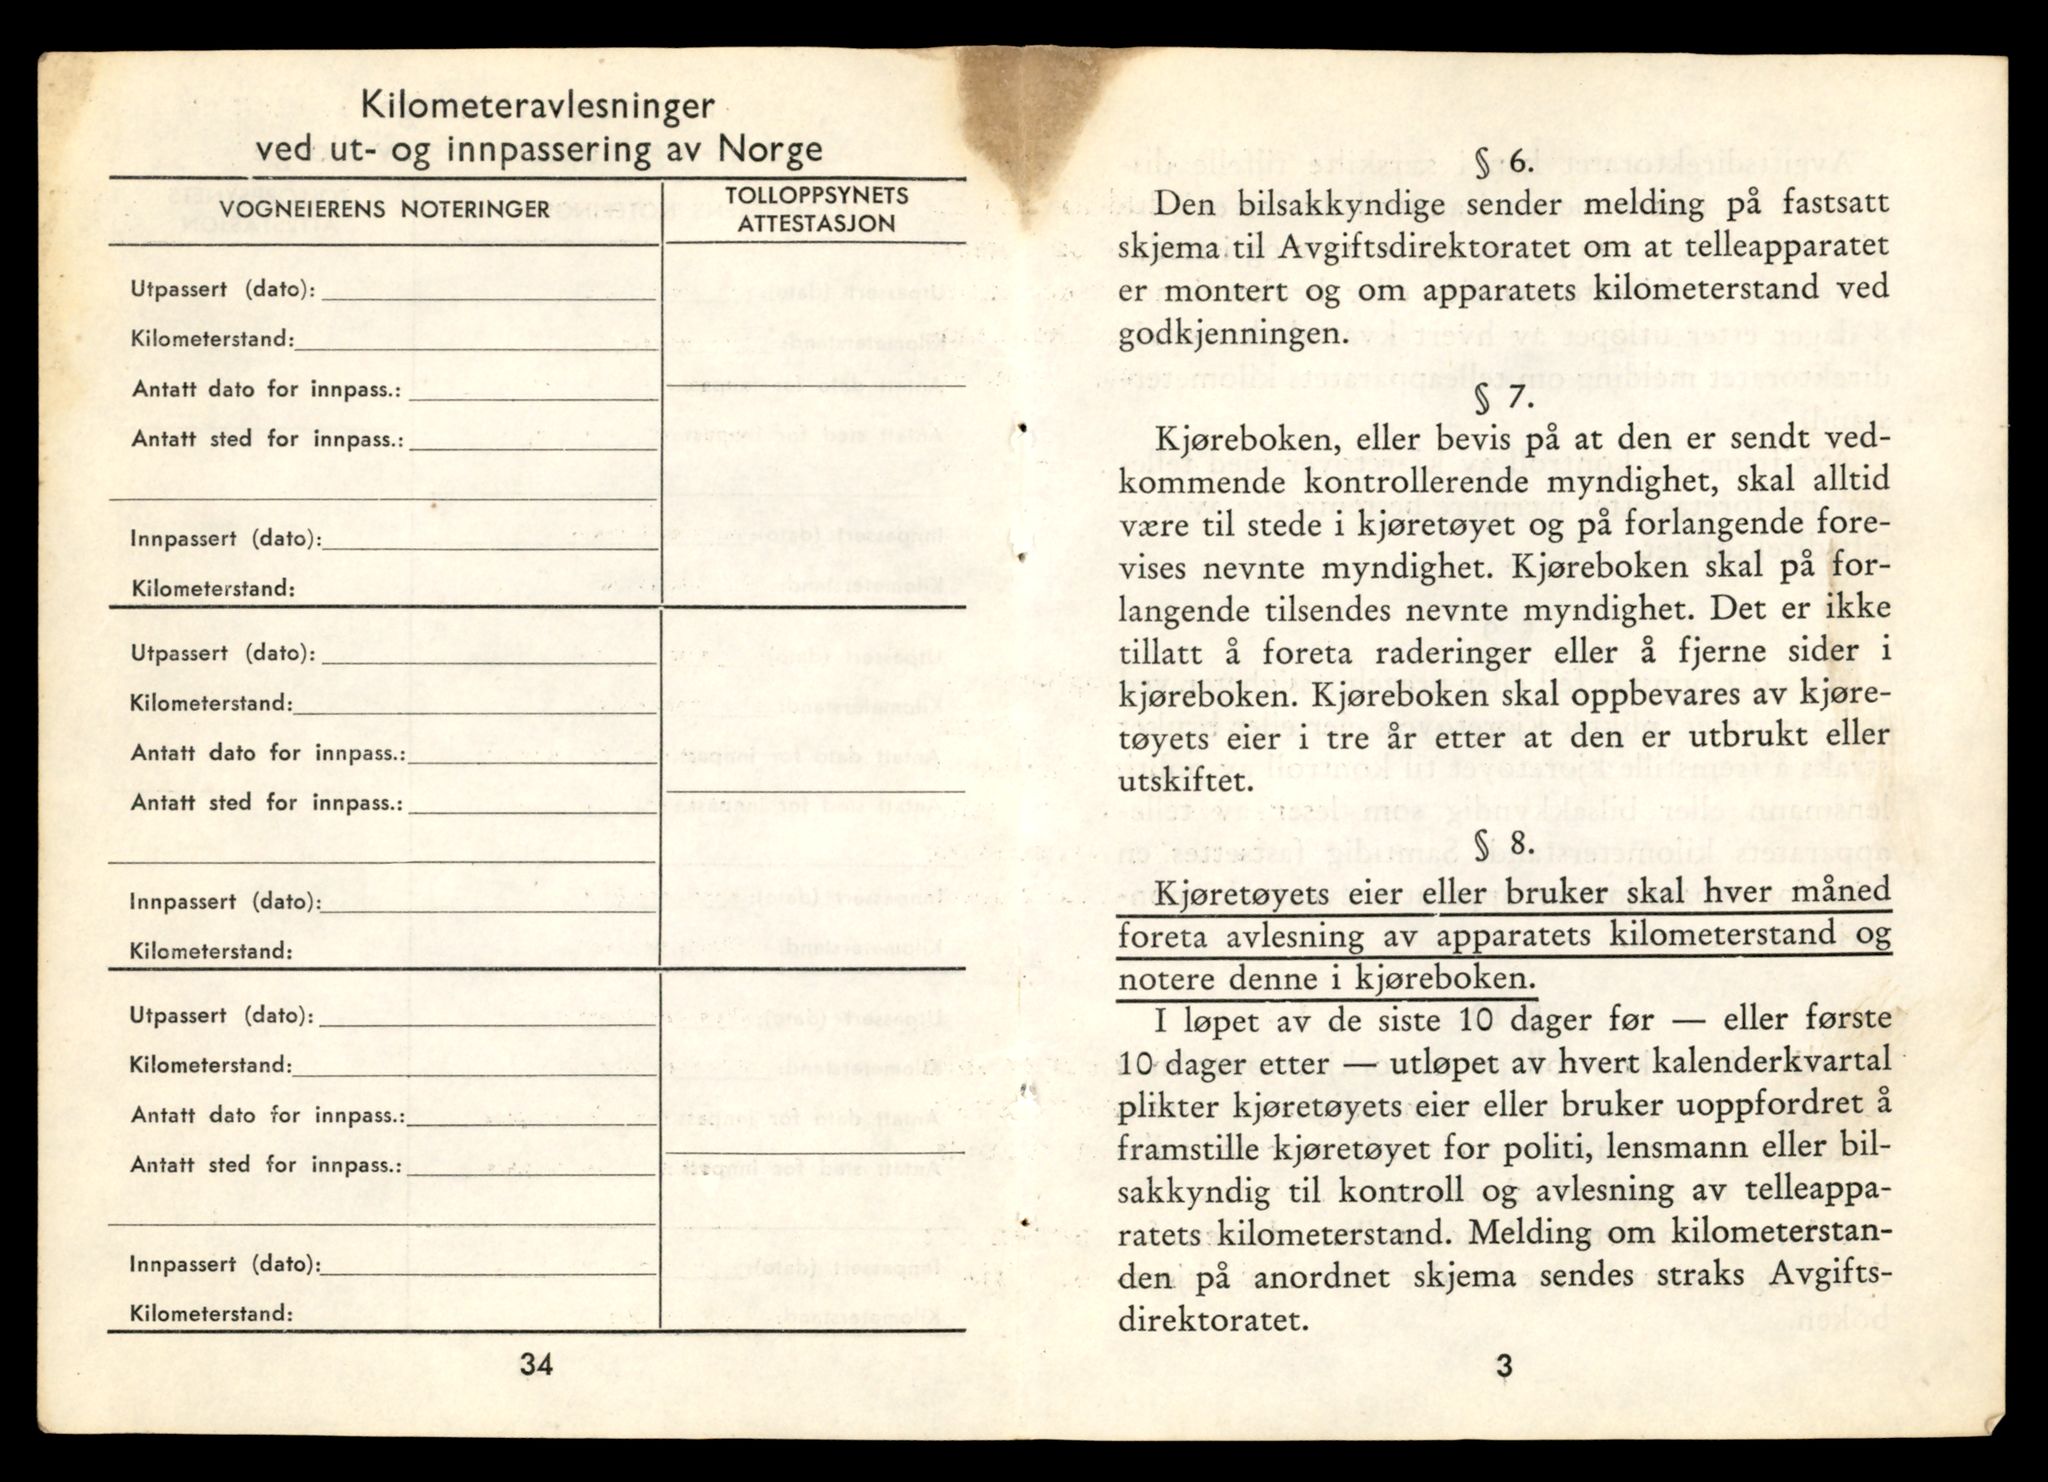 Kilometeravlesninger
ved ut- og innpassering av Norge
VOGNEIERENS NOTERINGER
TOLLOPPSYNETS
ATTESTASJON
Utpassert (dato):
Kilometerstand:
Antatt dato for innpass.:
Antatt sted for innpass.:
Innpassert (dato):
Kilometerstand:
Utpassert (dato):
Kilometerstand:
Antatt dato for innpass.:
Antatt sted for innpass.:
Innpassert (dato):
Kilometerstand:
Utpassert (dato):
Kilometerstand:
Antatt dato for innpass.:
Antatt sted for innpass.:
Innpassert (dato):
Kilometerstand:
34
§ 6.
Den bilsakkyndige sender melding på fastsatt
skjema til Avgiftsdirektoratet om at telleapparatet
er montert og om apparatets kilometerstand ved
godkjenningen.
§ 7.
Kjøreboken, eller bevis på at den er sendt ved-
kommende kontrollerende myndighet, skal alltid
være til stede i kjøretøyet og på forlangende fore-
vises nevnte myndighet. Kjøreboken skal på for-
langende tilsendes nevnte myndighet. Det er ikke
tillatt å foreta raderinger eller å fjerne sider i
kjøreboken. Kjøreboken skal oppbevares av kjøre-
tøyets eier i tre år etter at den er utbrukt eller
utskiftet.
§ 8.
Kjøretøyets eier eller bruker skal hver måned
foreta avlesning av apparatets kilometerstand og
notere denne i kjøreboken.
I løpet av de siste 10 dager før — eller første
10 dager etter — utløpet av hvert kalenderkvartal
plikter kjøretøyets eier eller bruker uoppfordret å
framstille kjøretøyet for politi, lensmann eller bil-
sakkyndig til kontroll og avlesning av telleappa-
ratets kilometerstand. Melding om kilometerstan-
den på anordnet skjema sendes straks Avgifts-
direktoratet.
3